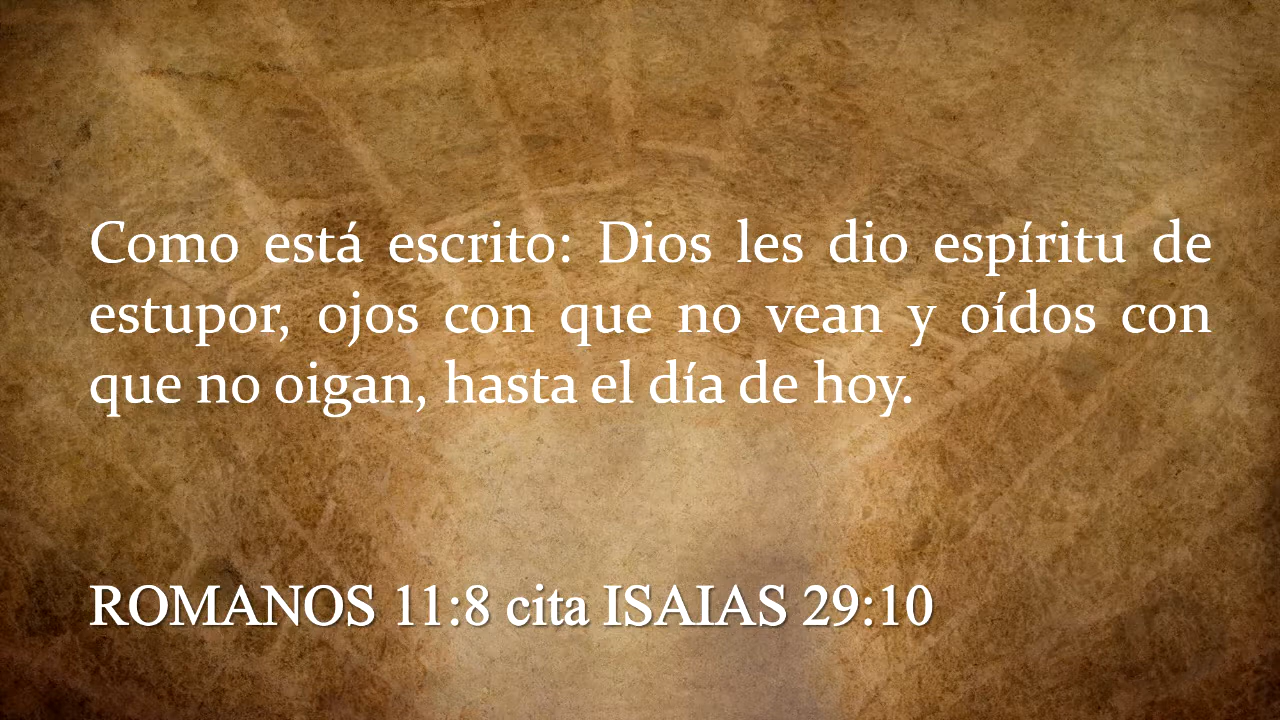 Como está escrito: Dios les dio espíritu de
estupor, ojos con que no vean y oídos con
que no oigan, hasta el día de hoy.
ROMANOS 11:8 cita ISAIAS 29:10